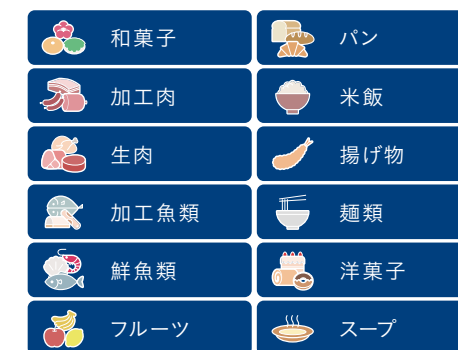 和菓子
パン
加工肉
米飯
生肉
揚げ物
加工魚類
麺類
鮮魚類
洋菓子
フルーツ
スープ